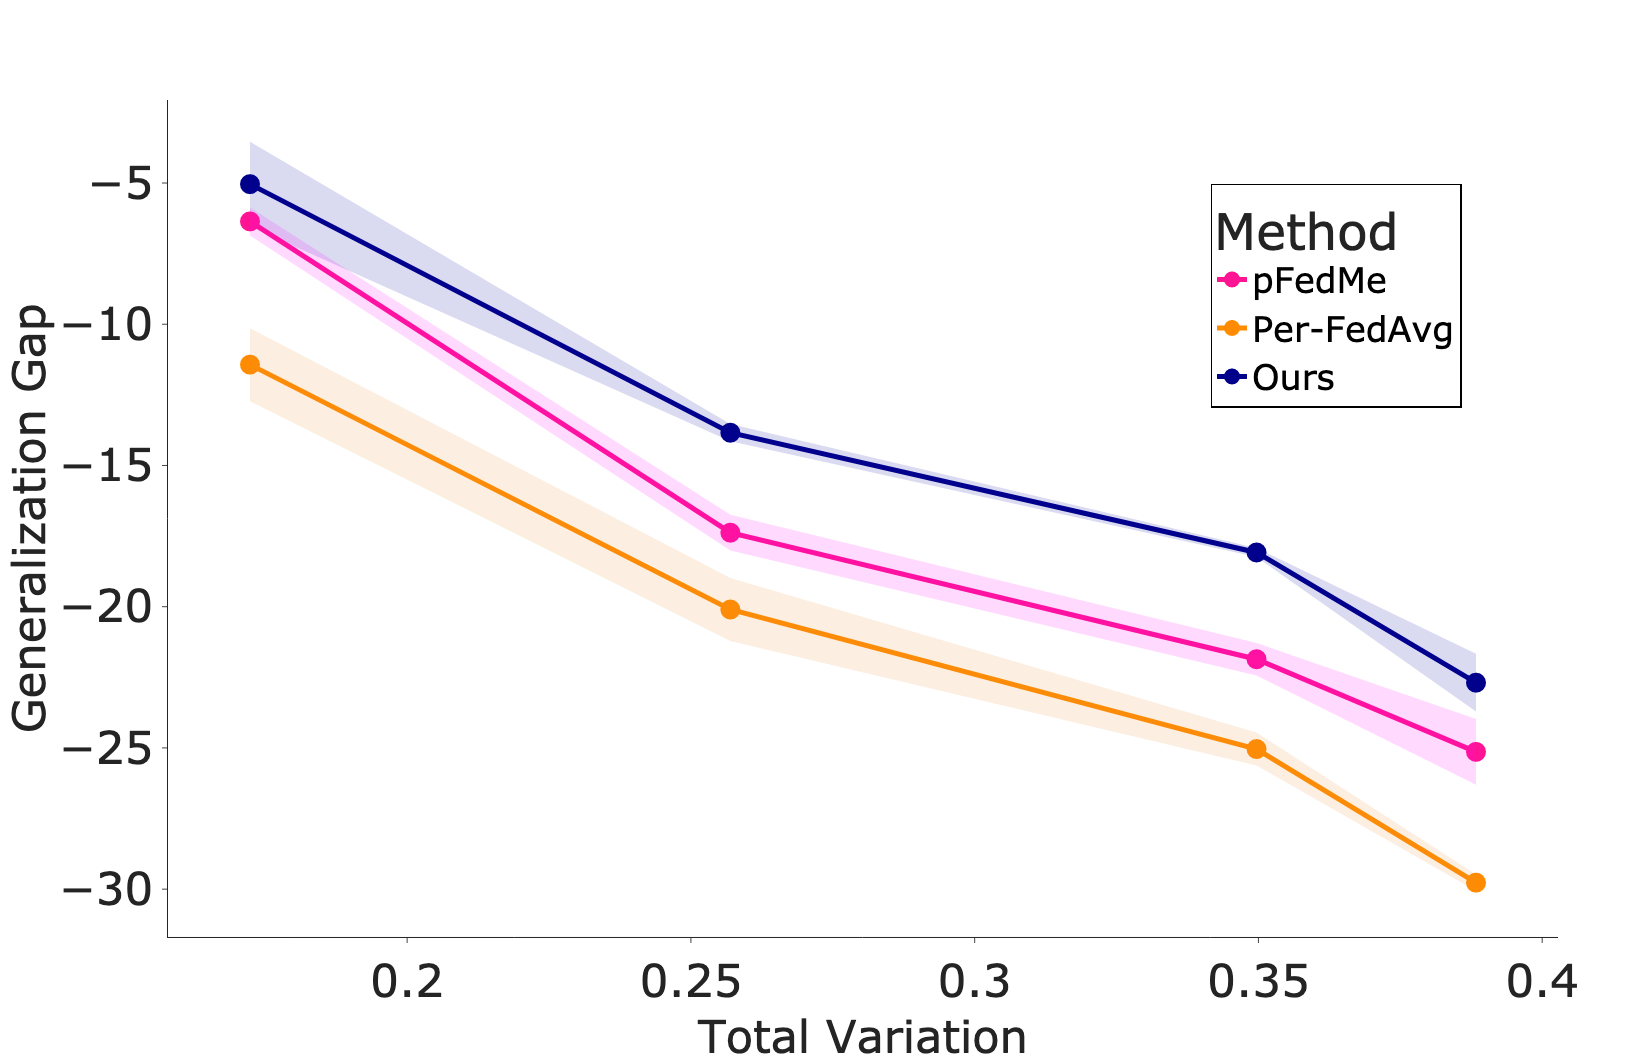 Generalization Gap
−5
−10
−15
−20
−25
−30
Method
pFedMe
Per-FedAvg
Ours
0.2 0.25 0.3 0.35 0.4
Total Variation